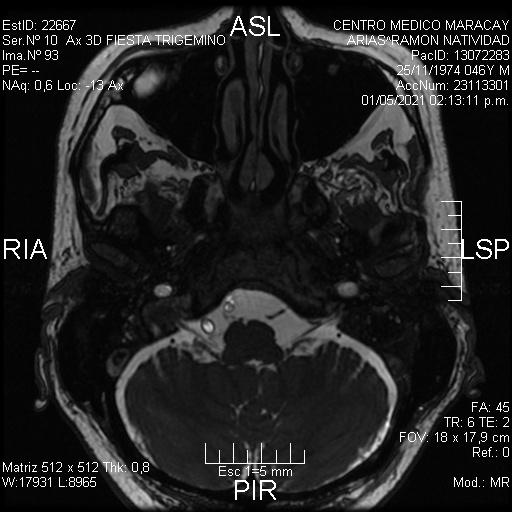 EstID: 22667
Ser.Nº 10 Ax 3D FIESTA TRIGEMINO
Ima.Nº 93
PE= --
NAq: 0,6 Loc: -13 Ax
ASL
CENTRO MEDICO MARACAY
ARIAS^RAMON NATIVIDAD
PacID: 13072283
25/11/1974 046Y M
AccNum: 23113301
01/05/2021 02:13:11 p.m.
RIA
LSP
Matriz 512 x 512 Thk: 0,8
W:17931 L:8965
Esc 1=5 mm
PIR
FA: 45
TR: 6 TE: 2
FOV: 18 x 17,9 cm
Ref.: 0
Mod.: MR